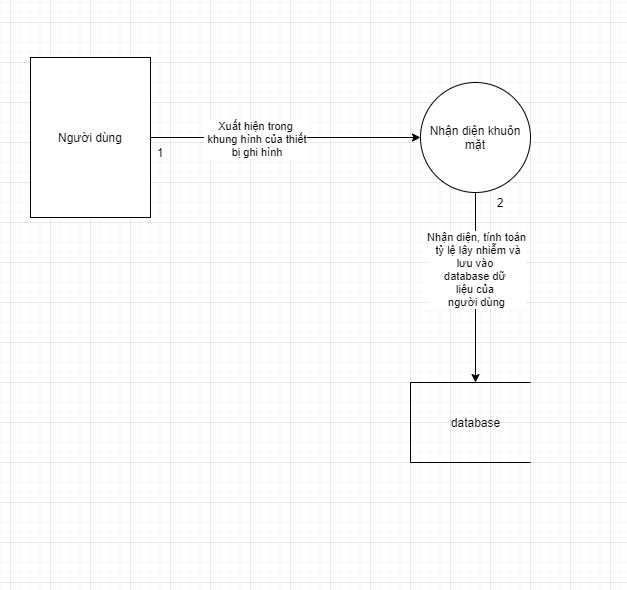 Người dùng
1
Xuất hiện trong
khung hình của thiết
bị ghi hình
Nhận diện khuôn
mặt
2
Nhận diện, tính toán
tỷ lệ lây nhiễm và
lưu vào
database dữ
liệu của
người dùng
database